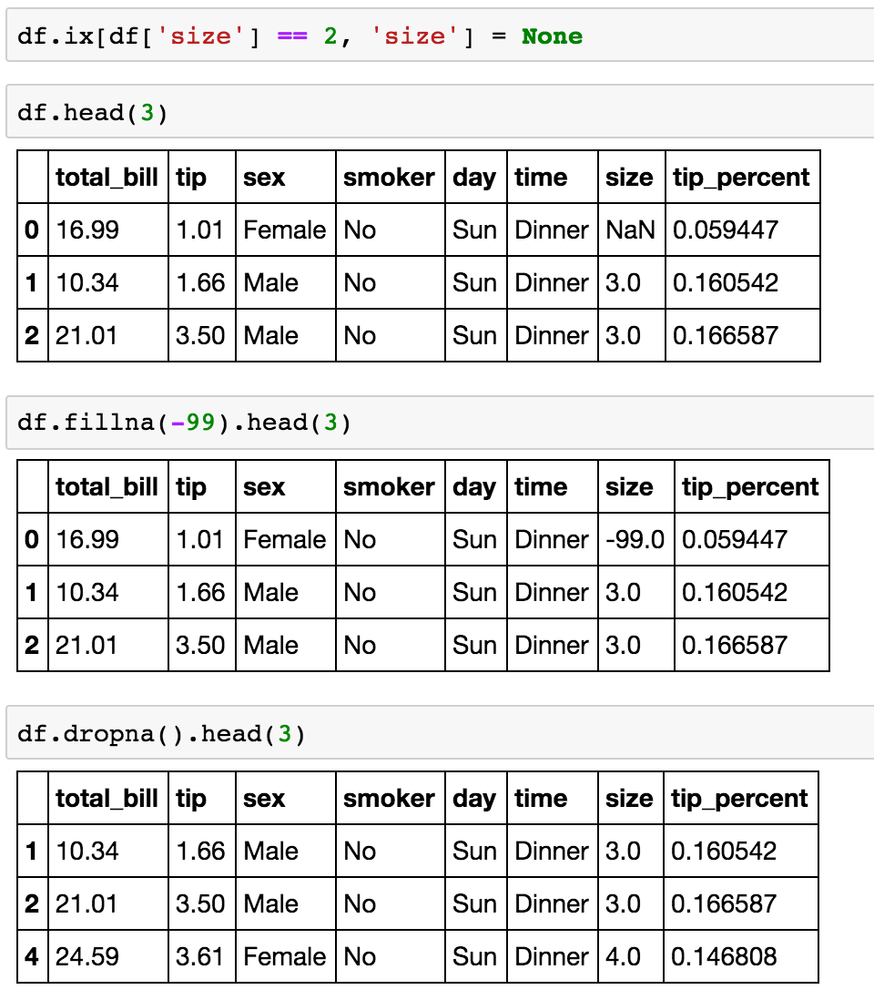 df.ix[df['size'] == 2, 'size'] = None
df.head(3)
total_bill tip sex smoker day time size tip_percent
0 16.99 1.01 Female No Sun Dinner NaN 0.059447
1 10.34 1.66 Male No Sun Dinner 3.0 0.160542
2 21.01 3.50 Male No Sun Dinner 3.0 0.166587
df.fillna(-99).head(3)
total_bill tip sex smoker day time size tip_percent
0 16.99 1.01 Female No Sun Dinner -99.0 0.059447
1 10.34 1.66 Male No Sun Dinner 3.0 0.160542
2 21.01 3.50 Male No Sun Dinner 3.0 0.166587
df.dropna().head(3)
total_bill tip sex smoker day time size tip_percent
1 10.34 1.66 Male No Sun Dinner 3.0 0.160542
2 21.01 3.50 Male No Sun Dinner 3.0 0.166587
4 24.59 3.61 Female No Sun Dinner 4.0 0.146808